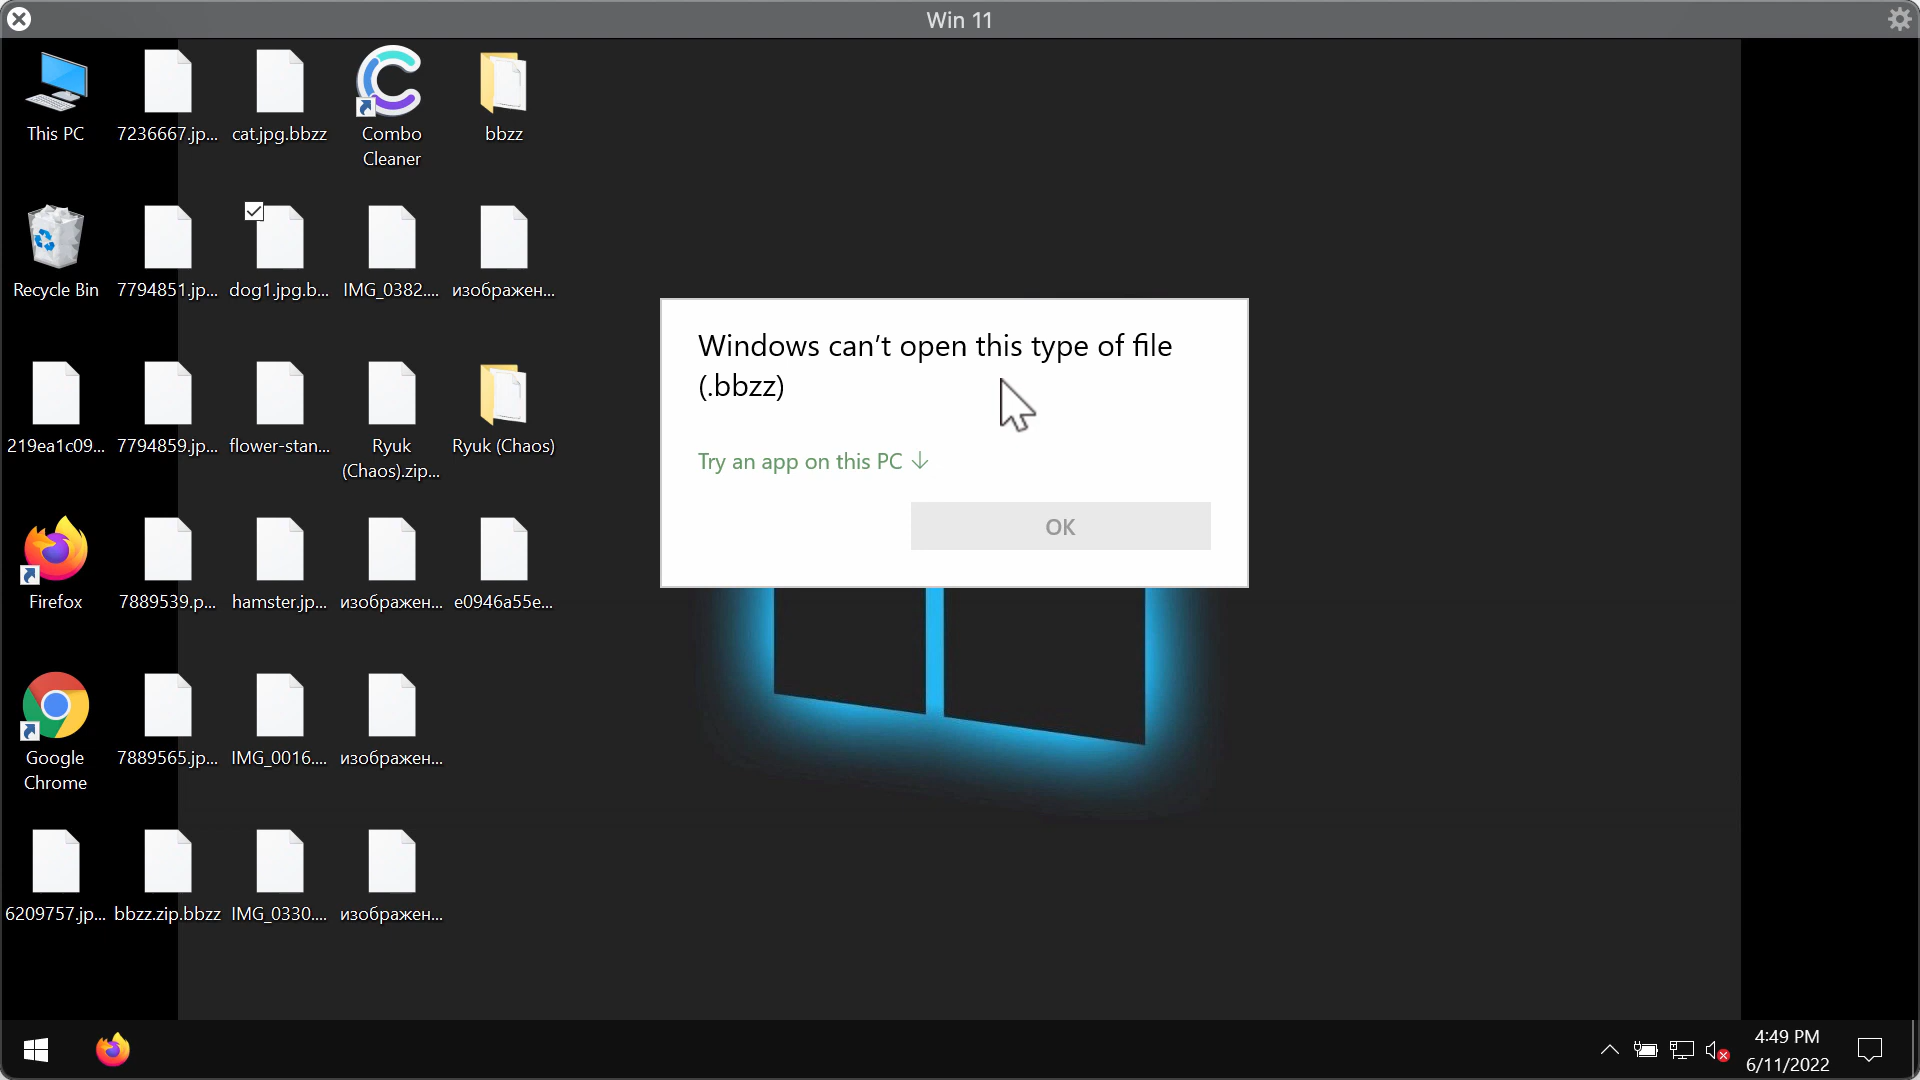 Win 11
This PC
7236667.jp...
cat.jpg.bbzz
Combo
Cleaner
bbzz
Recycle Bin
7794851.jp...
dog1.jpg.b...
IMG_0382....
изображен...
219ea1c09...
7794859.jp...
flower-stan...
Ryuk
(Chaos).zip...
Ryuk (Chaos)
Firefox
7889539.p...
hamster.jp...
изображен...
e0946a55e...
Google
Chrome
7889565.jp...
IMG_0016....
изображен...
6209757.jp...
bbzz.zip.bbzz
IMG_0330....
изображен...
Windows can't open this type of file
(.bbzz)
Try an app on this PC ↓
OK
4:49 PM
6/11/2022